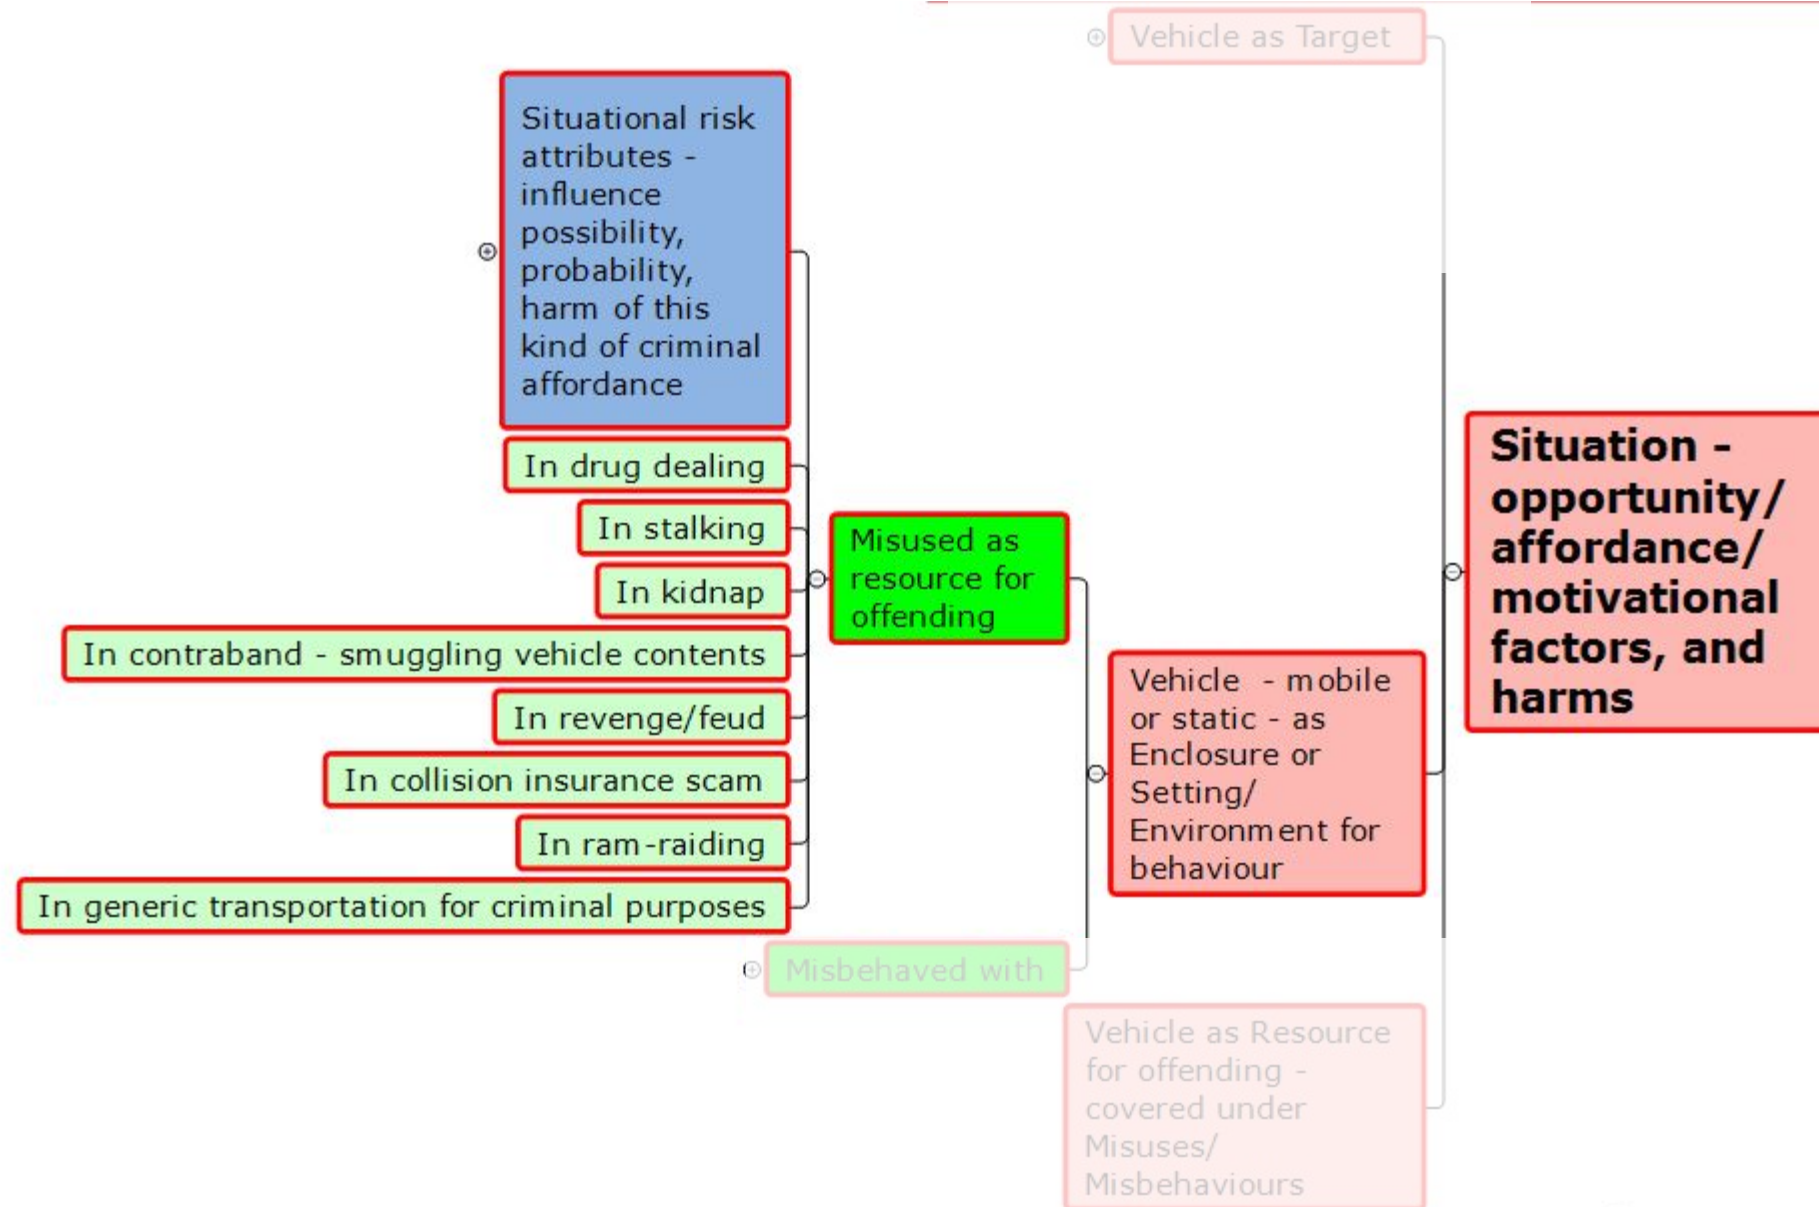 Vehicle as Target
Situational risk
attributes -
influence
possibility,
probability,
harm of this
kind of criminal
affordance
In drug dealing
In stalking
In kidnap
In contraband - smuggling vehicle contents
In revenge/feud
In collision insurance scam
In ram-raiding
In generic transportation for criminal purposes
Misused as
resource for
offending
Misbehaved with
Vehicle - mobile
or static - as
Enclosure or
Setting/
Environment for
behaviour
Vehicle as Resource
for offending -
covered under
Misuses/
Misbehaviours
Situation -
opportunity/
affordance/
motivational
factors, and
harms